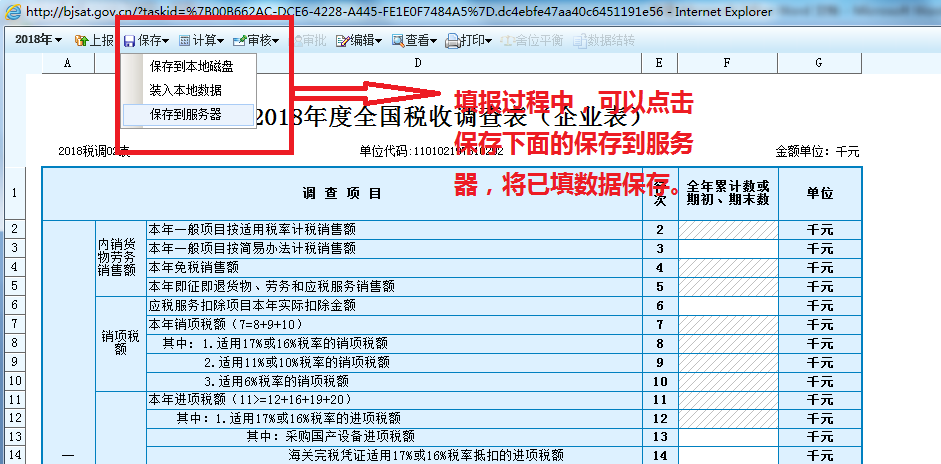 http://bjsat.gov.cn/?taskid=%7B00B662AC-DCE6-4228-A445-FE1E0F7484A5%7D.dc4ebfe47aa40c6451191e56 - Internet Explorer
2018年 上报 保存 计算 审核 审批 编辑 查看 打印 舍位平衡 数据结转
保存到本地磁盘
装入本地数据
保存到服务器
A D E F G
填报过程中，可以点击
保存下面的保存到服务
器，将已填数据保存。
2018年度全国税收调查表（企业表）
2018税调02表 单位代码:110102197610292 金额单位：千元
1 调 查 项 目 行次 全年累计数或期初、期末数 单位
内销货物劳务销售额
2 本年一般项目按适用税率计税销售额 2 千元
3 本年一般项目按简易办法计税销售额 3 千元
4 本年免税销售额 4 千元
5 本年即征即退货物、劳务和应税服务销售额 5 千元
销项税额
6 应税服务扣除项目本年实际扣除金额 6 千元
7 本年销项税额（7=8+9+10） 7 千元
8 其中：1.适用17%或16%税率的销项税额 8 千元
9 2.适用11%或10%税率的销项税额 9 千元
10 3.适用6%税率的销项税额 10 千元
11 本年进项税额（11>=12+16+19+20） 11 千元
12 其中：1.适用17%或16%税率的进项税额 12 千元
13 其中：采购国产设备进项税额 13 千元
14 一 海关完税凭证适用17%或16%税率抵扣的进项税额 14 千元